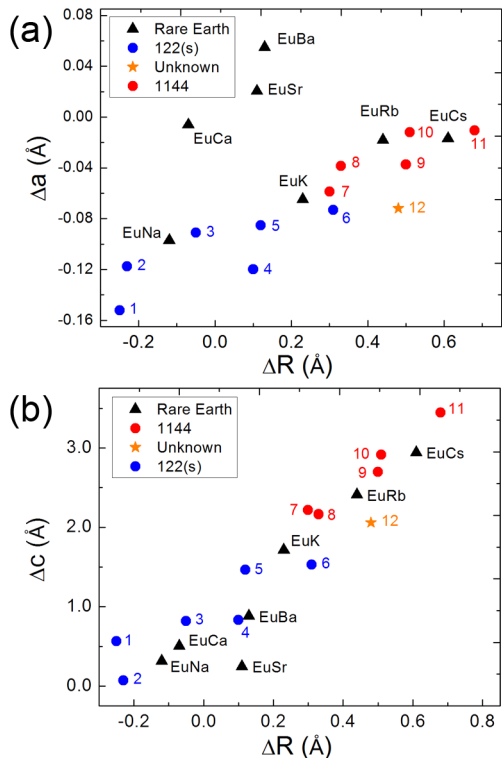 (a)
Rare Earth
122(s)
Unknown
1144
EuBa
EuSr
EuCa
EuRb
EuCs
10
11
9
8
7
EuK
6
12
EuNa
3
5
2
4
1
0.08
0.04
0.00
-0.04
-0.08
-0.12
-0.16
Δa (Å)
-0.2 0.0 0.2 0.4 0.6
ΔR (Å)
(b)
Rare Earth
1144
Unknown
122(s)
11
10
EuCs
9
EuRb
7
8
12
EuK
6
5
3
EuBa
4
1
EuCa
EuNa
EuSr
2
3.0
2.0
1.0
0.0
Δc (Å)
-0.2 0.0 0.2 0.4 0.6 0.8
ΔR (Å)